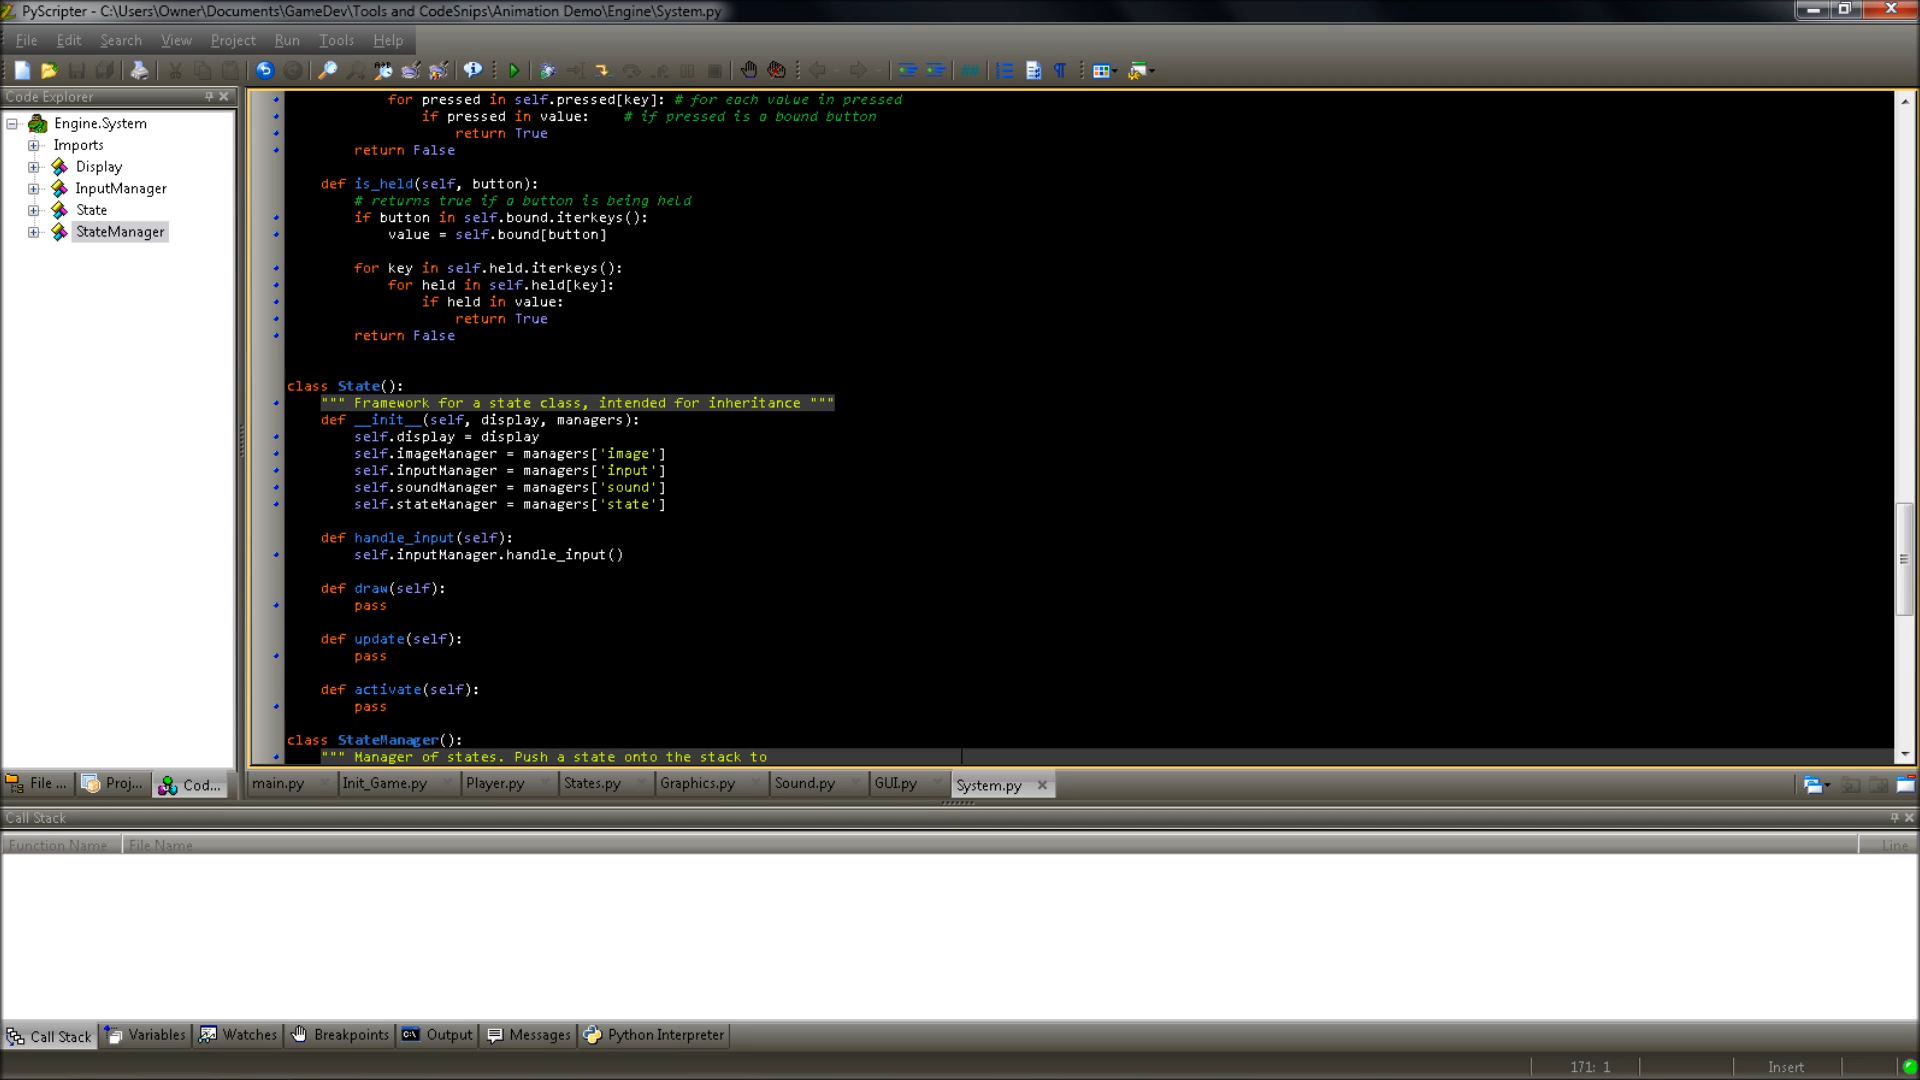 PyScripter - C:\Users\Owner\Documents\GameDev\Tools and CodeSnips\Animation Demo\Engine\System.py
File Edit Search View Project Run Tools Help
Code Explorer
Engine.System
Imports
Display
InputManager
State
StateManager
for pressed in self.pressed[key]: # for each value in pressed
if pressed in value: # if pressed is a bound button
return True
return False
def is_held(self, button):
# returns true if a button is being held
if button in self.bound.iterkeys():
value = self.bound[button]
for key in self.held.iterkeys():
for held in self.held[key]:
if held in value:
return True
return False
class State():
""" Framework for a state class, intended for inheritance """
def __init__(self, display, managers):
self.display = display
self.imageManager = managers['image']
self.inputManager = managers['input']
self.soundManager = managers['sound']
self.stateManager = managers['state']
def handle_input(self):
self.inputManager.handle_input()
def draw(self):
pass
def update(self):
pass
def activate(self):
pass
class StateManager():
""" Manager of states. Push a state onto the stack to
File ... Proj... Cod...
main.py Init_Game.py Player.py States.py Graphics.py Sound.py GUI.py System.py
Call Stack
Function Name File Name Line
Call Stack Variables Watches Breakpoints Output Messages Python Interpreter
171: 1 Insert